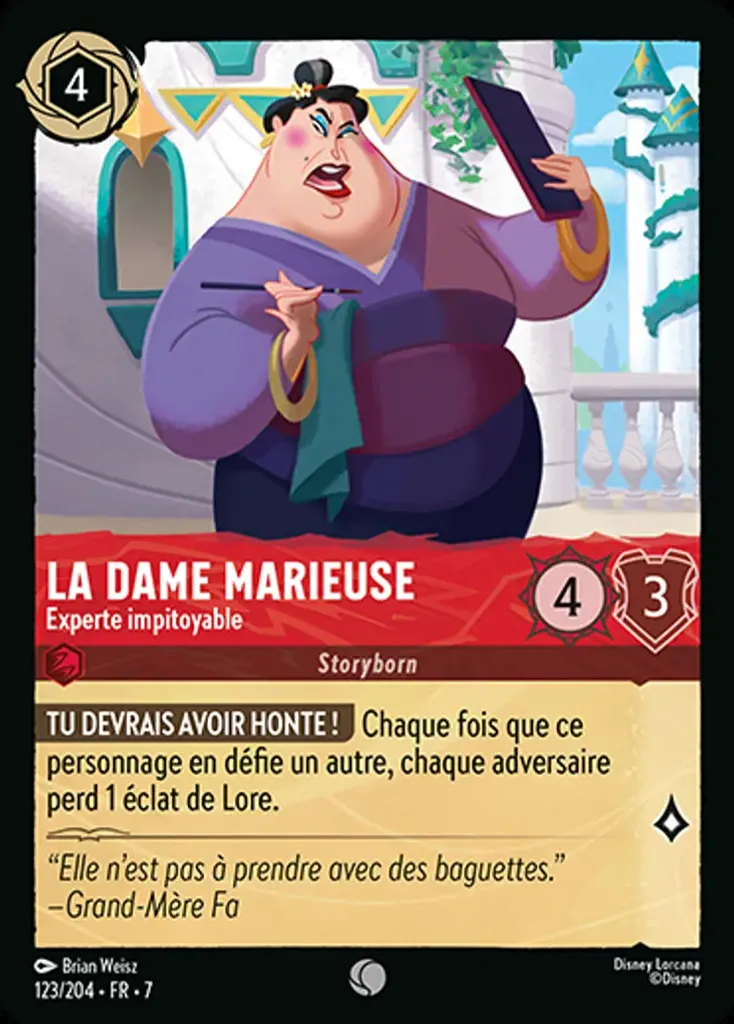 4
LA DAME MARIEUSE
Experte impitoyable
4
3
Storyborn
TU DEVRAIS AVOIR HONTE ! Chaque fois que ce
personnage en défie un autre, chaque adversaire
perd 1 éclat de Lore.
“Elle n’est pas à prendre avec des baguettes.”
–Grand-Mère Fa
Brian Weisz
Disney Lorcana
123/204 • FR • 7
©Disney